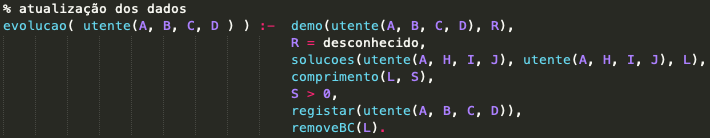 % atualização dos dados
evolucao( utente(A, B, C, D ) ) :- demo(utente(A, B, C, D), R),
R = desconhecido,
solucoes(utente(A, H, I, J), utente(A, H, I, J), L),
comprimento(L, S),
S > 0,
registar(utente(A, B, C, D)),
removeBC(L).